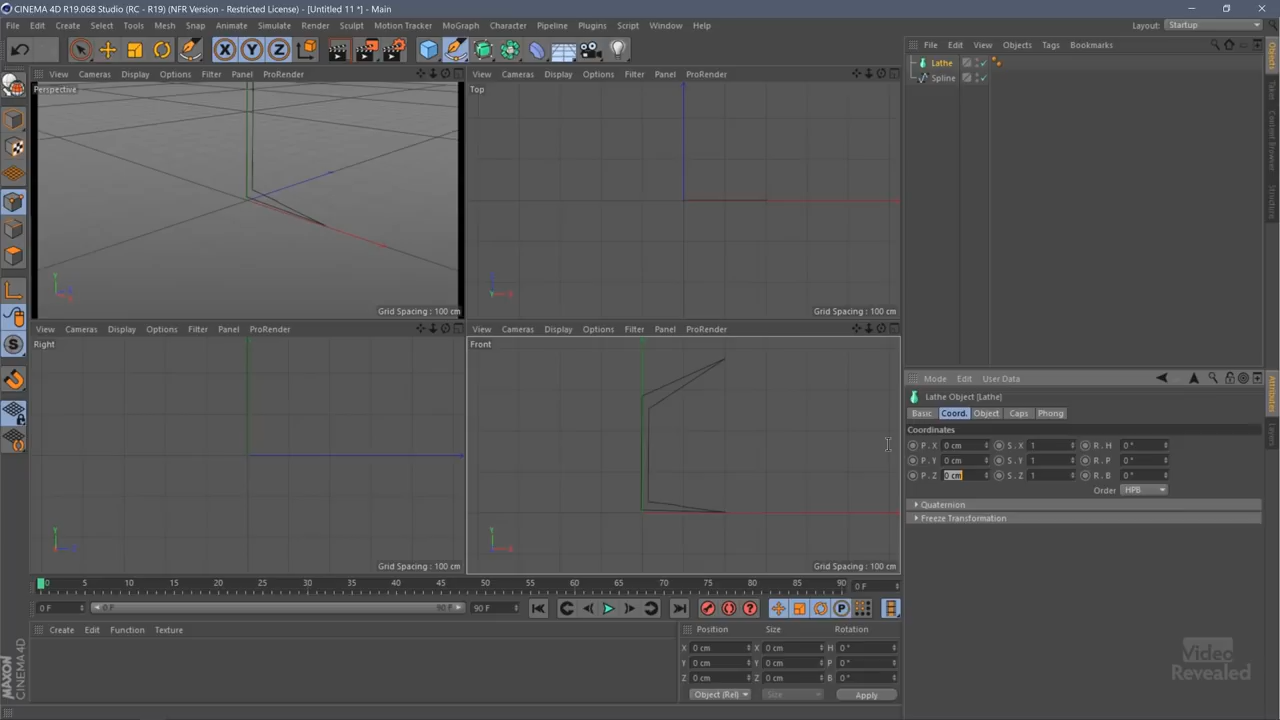 CINEMA 4D R19.068 Studio (RC - R19) (NFR Version - Restricted License) - [Untitled 11 *] - Main
File Edit Create Select Tools Mesh Snap Animate Simulate Render Sculpt Motion Tracker MoGraph Character Pipeline Plugins Script Window Help
Layout: Startup
X Y Z
File Edit View Objects Tags Bookmarks
Lathe
Spline
View Cameras Display Options Filter Panel ProRender
Perspective
Y
X
Grid Spacing : 100 cm
View Cameras Display Options Filter Panel ProRender
Top
Z
Y X
Grid Spacing : 100 cm
View Cameras Display Options Filter Panel ProRender
Right
Y
Z
Grid Spacing : 100 cm
View Cameras Display Options Filter Panel ProRender
Front
Y
X
Grid Spacing : 100 cm
Objects
Takes
Content Browser
Structure
Attributes
Layers
Mode Edit User Data
Lathe Object [Lathe]
Basic Coord. Object Caps Phong
Coordinates
P . X 0 cm S . X 1 R . H 0 °
P . Y 0 cm S . Y 1 R . P 0 °
P . Z 0 cm S . Z 1 R . B 0 °
Order HPB
Quaternion
Freeze Transformation
0 5 10 15 20 25 30 35 40 45 50 55 60 65 70 75 80 85 90 0 F
0 F 0 F 90 F 90 F
Create Edit Function Texture
Position Size Rotation
X 0 cm X 0 cm H 0 °
Y 0 cm Y 0 cm P 0 °
Z 0 cm Z 0 cm B 0 °
Object (Rel) Size Apply
MAXON
CINEMA 4D
Video
Revealed